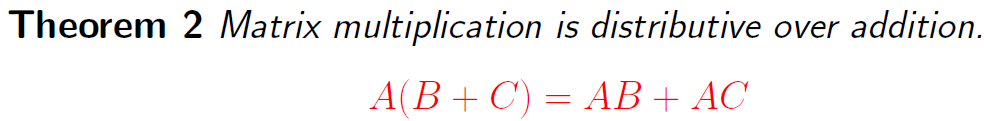 Theorem 2 Matrix multiplication is distributive over addition.
A(B + C) = AB + AC